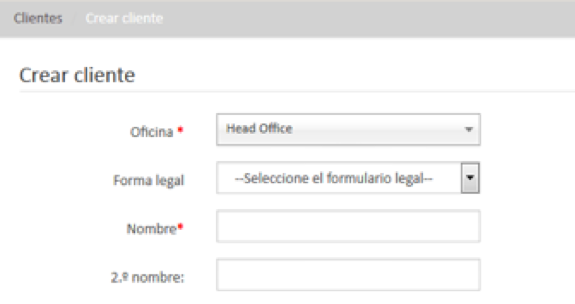 Clientes Crear cliente
Crear cliente
Oficina * Head Office
Forma legal --Seleccione el formulario legal--
Nombre*
2.º nombre: